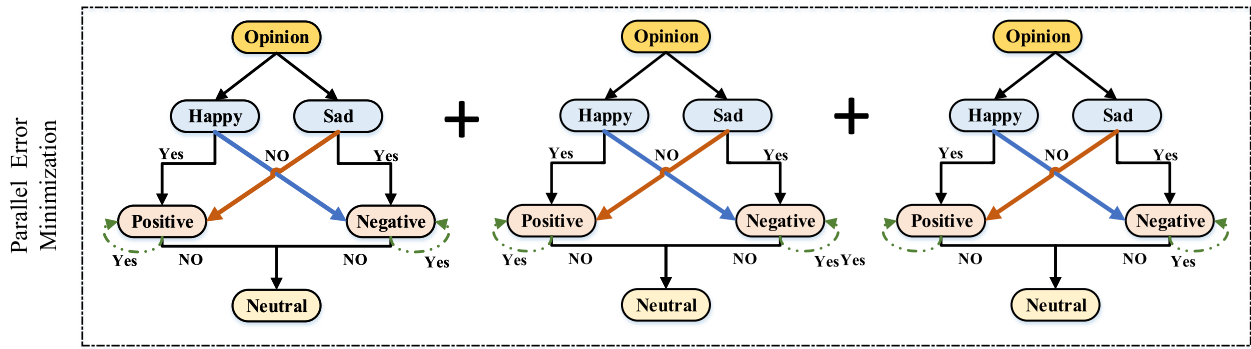 Parallel Error
Minimization
Opinion
Happy
Sad
Yes
NO
Yes
Positive
Negative
Yes
NO
NO
Yes
Neutral
+
Opinion
Happy
Sad
Yes
NO
Yes
Positive
Negative
Yes
NO
NO
YesYes
Neutral
+
Opinion
Happy
Sad
Yes
NO
Yes
Positive
Negative
NO
NO
Yes
Neutral